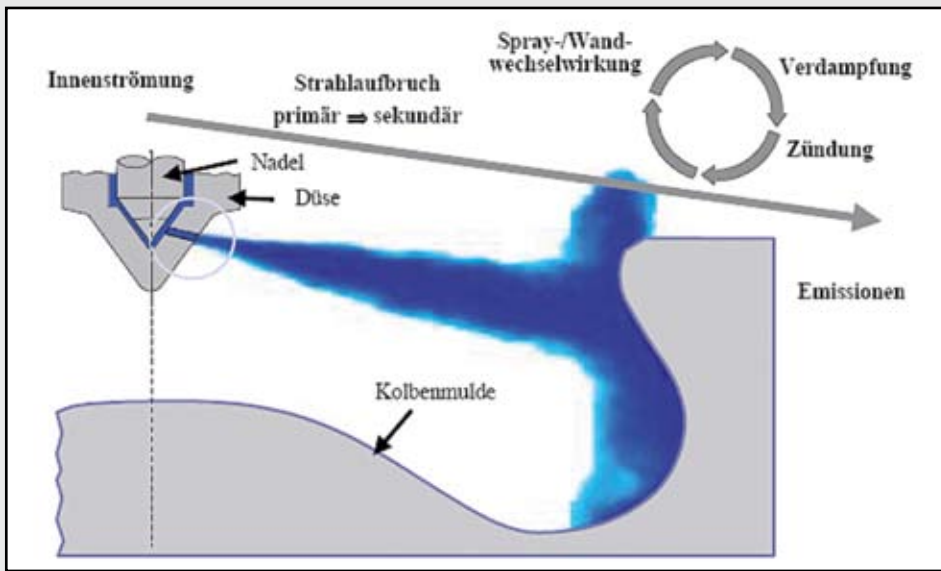 Innenströmung
Strahlaufbruch
primär ⇒ sekundär
Spray-/Wand-
wechselwirkung
Verdampfung
Zündung
Nadel
Düse
Emissionen
Kolbenmulde